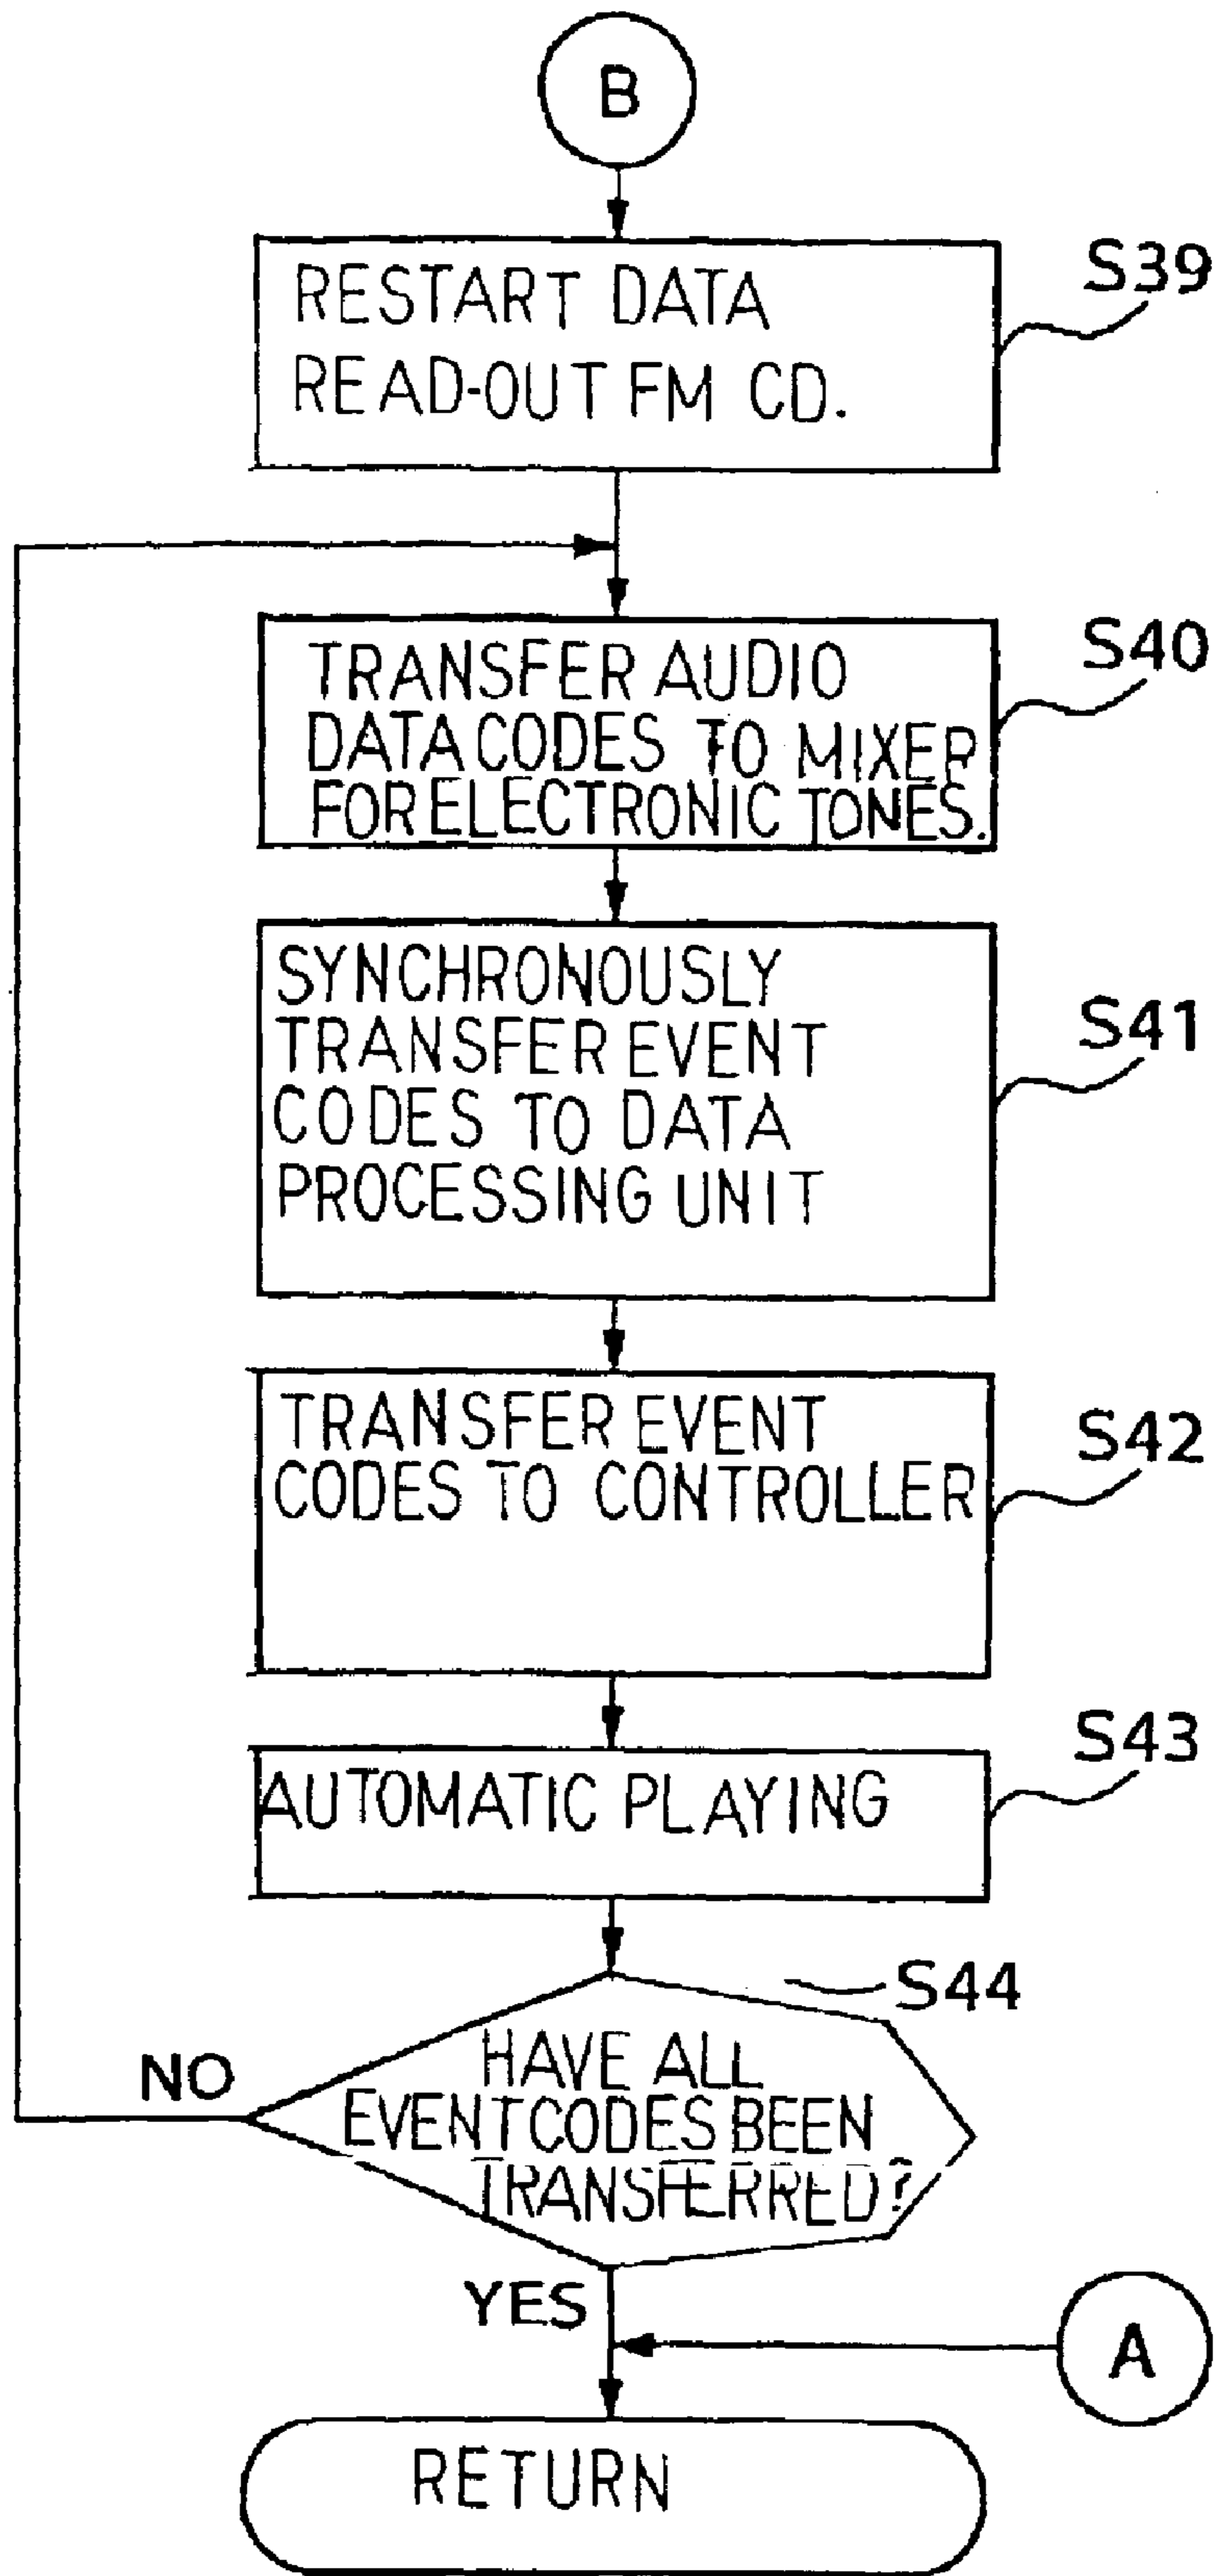 B
RESTART DATA
READ-OUT FM CD.
S39
TRANSFER AUDIO
DATA CODES TO MIXER
FOR ELECTRONIC TONES.
S40
SYNCHRONOUSLY
TRANSFER EVENT
CODES TO DATA
PROCESSING UNIT
S41
TRANSFER EVENT
CODES TO CONTROLLER
S42
AUTOMATIC PLAYING
S43
S44
HAVE ALL
EVENT CODES BEEN
TRANSFERRED?
NO
YES
A
RETURN